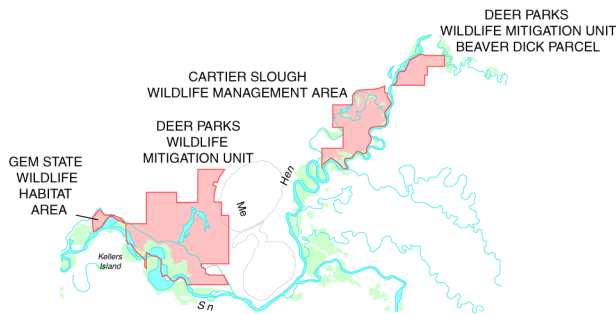 DEER PARKS
WILDLIFE MITIGATION UNIT
BEAVER DICK PARCEL
CARTIER SLOUGH
WILDLIFE MANAGEMENT AREA
DEER PARKS
WILDLIFE
MITIGATION UNIT
GEM STATE
WILDLIFE
HABITAT
AREA
Hen
Me
Kellers
Island
Sn